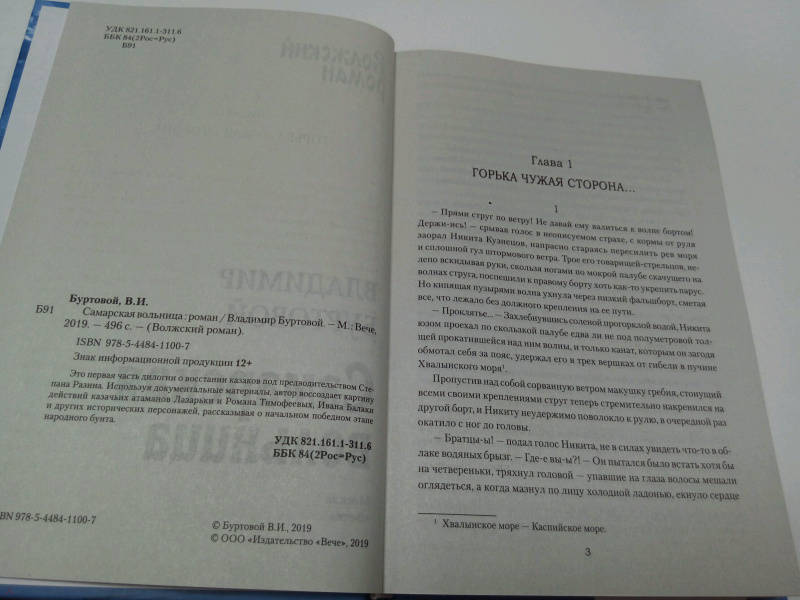 УДК 821.161.1-311.6
ББК 84(2Рос=Рус)
Б91
Буртовой, В.И.
Б91 Самарская вольница : роман / Владимир Буртовой. — М.: Вече,
2019. — 496 с. — (Волжский роман).
ISBN 978-5-4484-1100-7
Знак информационной продукции 12+
Это первая часть дилогии о восстании казаков под предводительством Сте-
пана Разина. Используя документальные материалы, автор воссоздает картину
действий казачьих атаманов Лазарьки и Романа Тимофеевых, Ивана Балаки
и других исторических персонажей, рассказывая о начальном победном этапе
народного бунта.
УДК 821.161.1-311.6
ББК 84(2Рос=Рус)
BN 978-5-4484-1100-7
© Буртовой В.И., 2019
© ООО «Издательство «Вече», 2019
Глава 1
ГОРЬКА ЧУЖАЯ СТОРОНА...
1
— Прями струг по ветру! Не давай ему валиться к волне бортом!
Держи-ись! — срывая голос в неописуемом страхе, с кормы от руля
заорал Никита Кузнецов, напрасно стараясь пересилить рев моря
и сплошной гул штормового ветра. Трое его товарищей-стрельцов, не-
лепо вскидывая руки, скользя ногами по мокрой палубе скачущего на
волнах струга, поспешили к правому борту хоть как-то укрепить парус.
Но кипящая пузырями волна ухнула через низкий фальшборт, сметая
все, что лежало без должного крепления на ее пути.
— Проклятье... — Захлебнувшись соленой прогорклой водой, Никита
юзом проехал по скользкой палубе едва ли не под полуметровой тол-
щей прокатившейся над ним волны, и только канат, которым он загодя
обмотал себя за пояс, удержал его в трех вершках от гибели в пучине
Хвалынского моря¹.
Пропустив над собой сорванную ветром макушку гребня, стонущий
всеми своими креплениями струг теперь стремительно накренился на
другой борт, и Никиту неудержимо поволокло к рулю, в очередной раз
окатило с ног до головы.
— Братцы-ы! — подал голос Никита, не в силах увидеть что-то в об-
лаке водяных брызг. — Где-е вы-ы?! — Он пытался было встать хотя бы
на четвереньки, тряхнул головой — упавшие на глаза волосы мешали
оглядеться, а когда мазнул по лицу холодной ладонью, екнуло сердце
¹ Хвалынское море — Каспийское море.
3